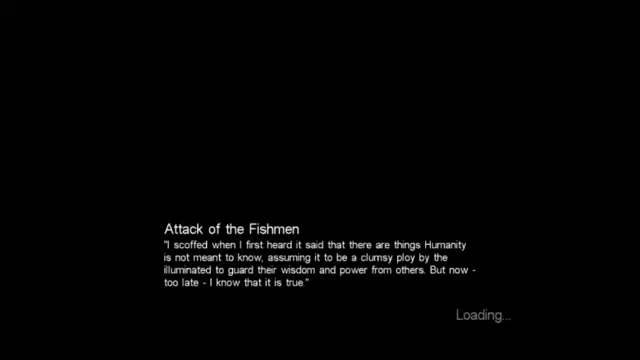 Attack of the Fishmen
"I scoffed when I first heard it said that there are things Humanity
is not meant to know, assuming it to be a clumsy ploy by the
illuminated to guard their wisdom and power from others. But now -
too late - I know that it is true."
Loading...